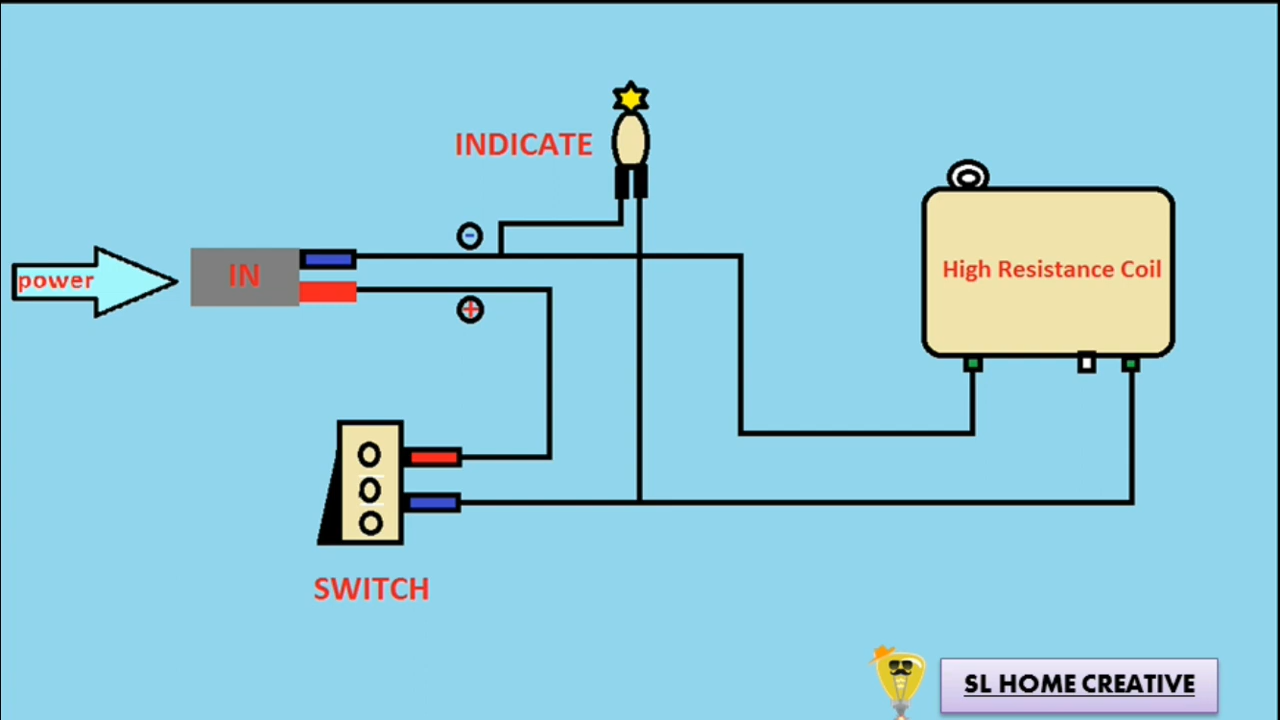 INDICATE
power
IN
-
+
High Resistance Coil
SWITCH
SL HOME CREATIVE